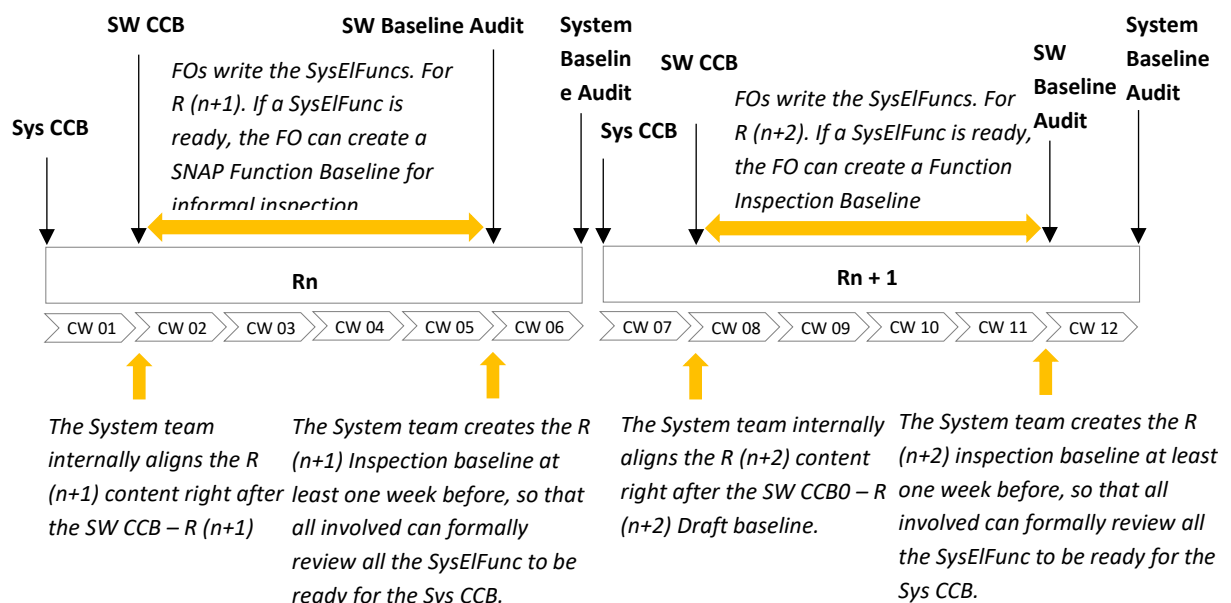 SW CCB
SW Baseline Audit
System
Baselin
e Audit
System
Baseline
Audit
SW
Baseline
Audit
SW CCB
Sys CCB
Sys CCB
FOs write the SysElFuncs. For
R (n+1). If a SysElFunc is
ready, the FO can create a
SNAP Function Baseline for
informal inspection
FOs write the SysElFuncs. For
R (n+2). If a SysElFunc is ready,
the FO can create a Function
Inspection Baseline
Rn
Rn + 1
CW 01
CW 02
CW 03
CW 04
CW 05
CW 06
CW 07
CW 08
CW 09
CW 10
CW 11
CW 12
The System team
internally aligns the R
(n+1) content right after
the SW CCB – R (n+1)
The System team creates the R
(n+1) Inspection baseline at
least one week before, so that
all involved can formally
review all the SysElFunc to be
ready for the Sys CCB.
The System team internally
aligns the R (n+2) content
right after the SW CCB0 – R
(n+2) Draft baseline.
The System team creates the R
(n+2) inspection baseline at least
one week before, so that all
involved can formally review all
the SysElFunc to be ready for the
Sys CCB.